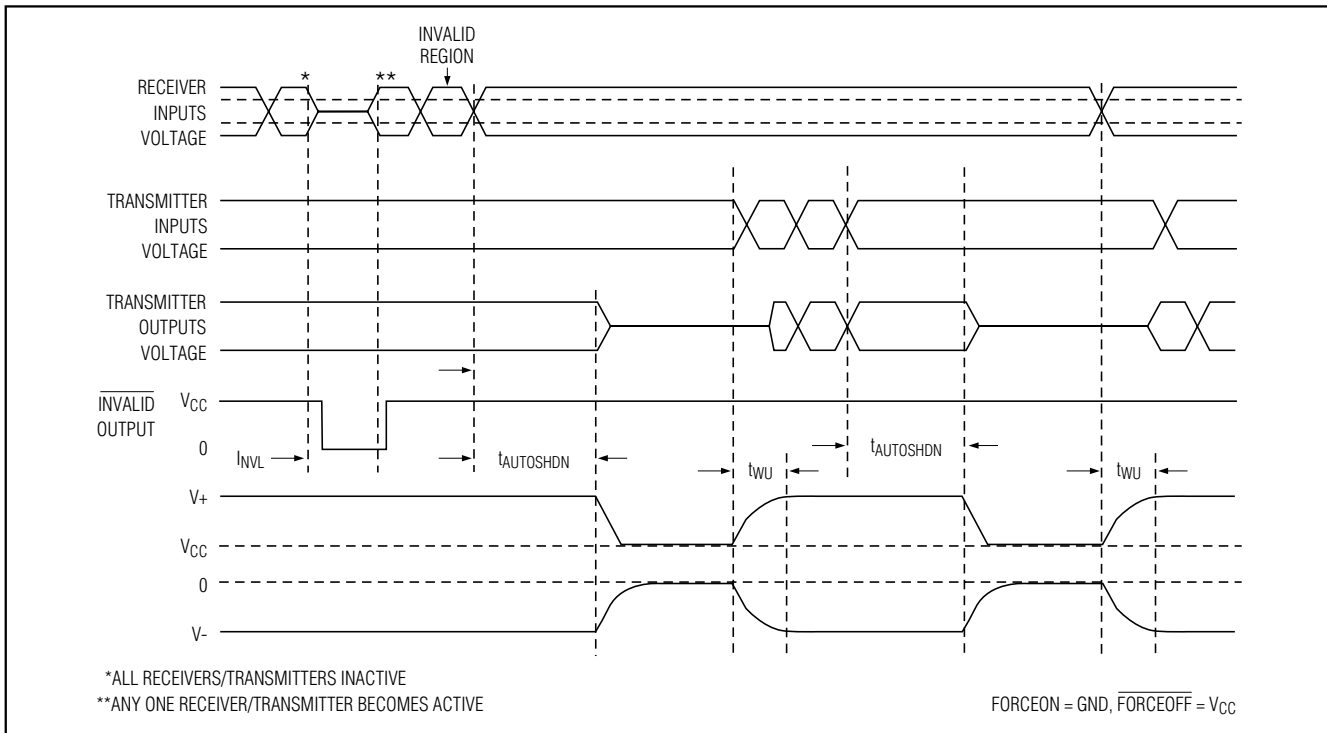 INVALID
REGION
*
**
RECEIVER
INPUTS
VOLTAGE
TRANSMITTER
INPUTS
VOLTAGE
TRANSMITTER
OUTPUTS
VOLTAGE
INVALID
OUTPUT
VCC
0
INVL
tAUTOSHDN
tWU
tAUTOSHDN
tWU
V+
VCC
0
V-
*ALL RECEIVERS/TRANSMITTERS INACTIVE
**ANY ONE RECEIVER/TRANSMITTER BECOMES ACTIVE
FORCEON = GND, FORCEOFF = VCC